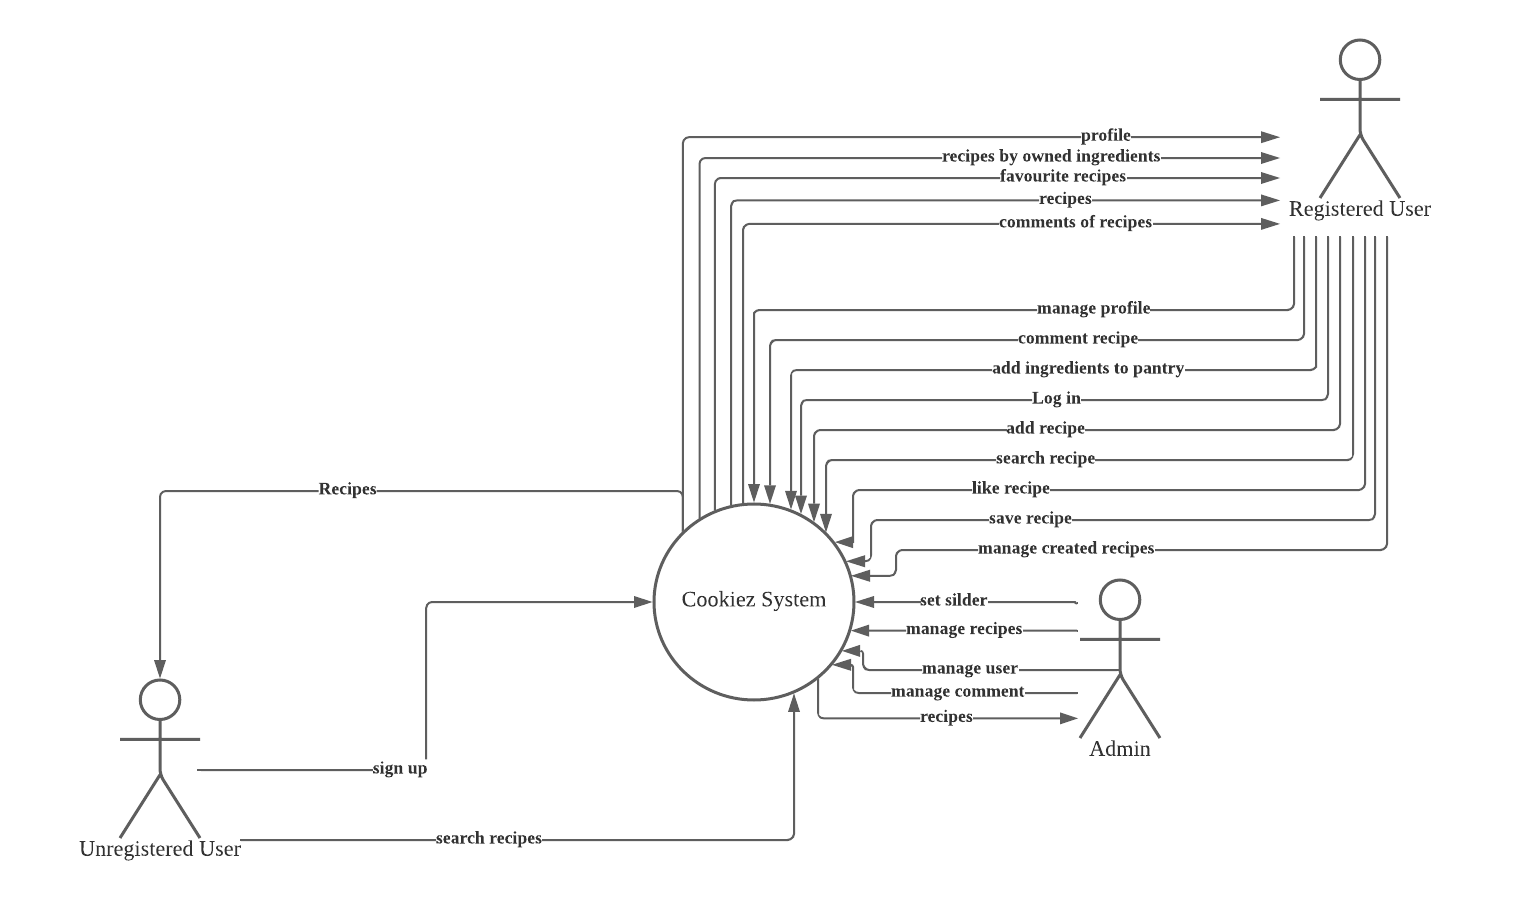 profile
recipes by owned ingredients
favourite recipes
recipes
comments of recipes
Registered User
manage profile
comment recipe
add ingredients to pantry
Log in
add recipe
search recipe
like recipe
save recipe
manage created recipes
Recipes
Cookiez System
set silder
manage recipes
manage user
manage comment
recipes
Admin
sign up
search recipes
Unregistered User